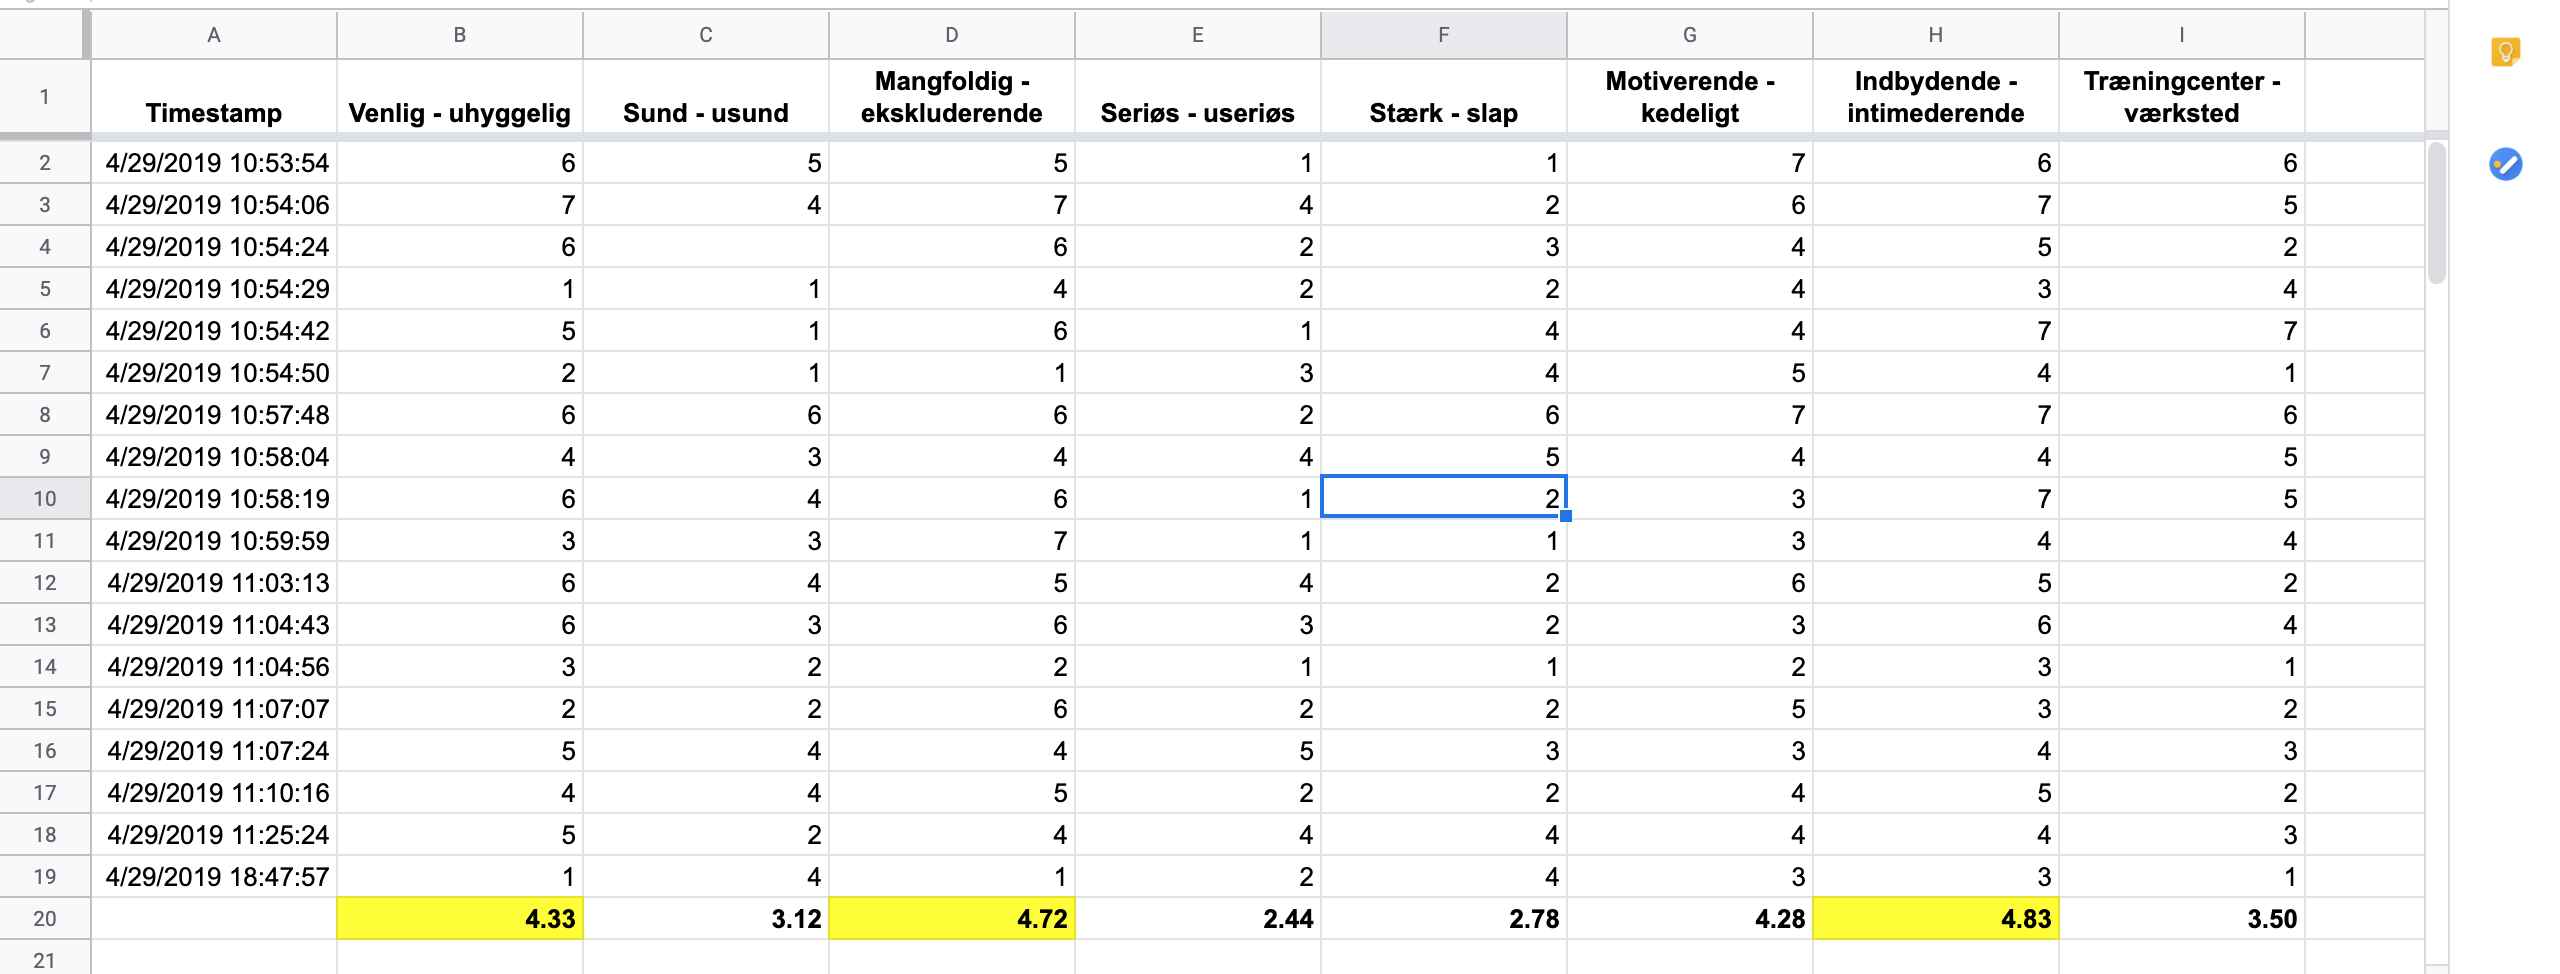 A B C D E F G H I
1 Timestamp Venlig - uhyggelig Sund - usund Mangfoldig - ekskluderende Seriøs - useriøs Stærk - slap Motiverende - kedeligt Indbydende - intimederende Træningcenter - værksted
2 4/29/2019 10:53:54 6 5 5 1 1 7 6 6
3 4/29/2019 10:54:06 7 4 7 4 2 6 7 5
4 4/29/2019 10:54:24 6 6 2 3 4 5 2
5 4/29/2019 10:54:29 1 1 4 2 2 4 3 4
6 4/29/2019 10:54:42 5 1 6 1 4 4 7 7
7 4/29/2019 10:54:50 2 1 1 3 4 5 4 1
8 4/29/2019 10:57:48 6 6 6 2 6 7 7 6
9 4/29/2019 10:58:04 4 3 4 4 5 4 4 5
10 4/29/2019 10:58:19 6 4 6 1 2 3 7 5
11 4/29/2019 10:59:59 3 3 7 1 1 3 4 4
12 4/29/2019 11:03:13 6 4 5 4 2 6 5 2
13 4/29/2019 11:04:43 6 3 6 3 2 3 6 4
14 4/29/2019 11:04:56 3 2 2 1 1 2 3 1
15 4/29/2019 11:07:07 2 2 6 2 2 5 3 2
16 4/29/2019 11:07:24 5 4 4 5 3 3 4 3
17 4/29/2019 11:10:16 4 4 5 2 2 4 5 2
18 4/29/2019 11:25:24 5 2 4 4 4 4 4 3
19 4/29/2019 18:47:57 1 4 1 2 4 3 3 1
20 4.33 3.12 4.72 2.44 2.78 4.28 4.83 3.50
21